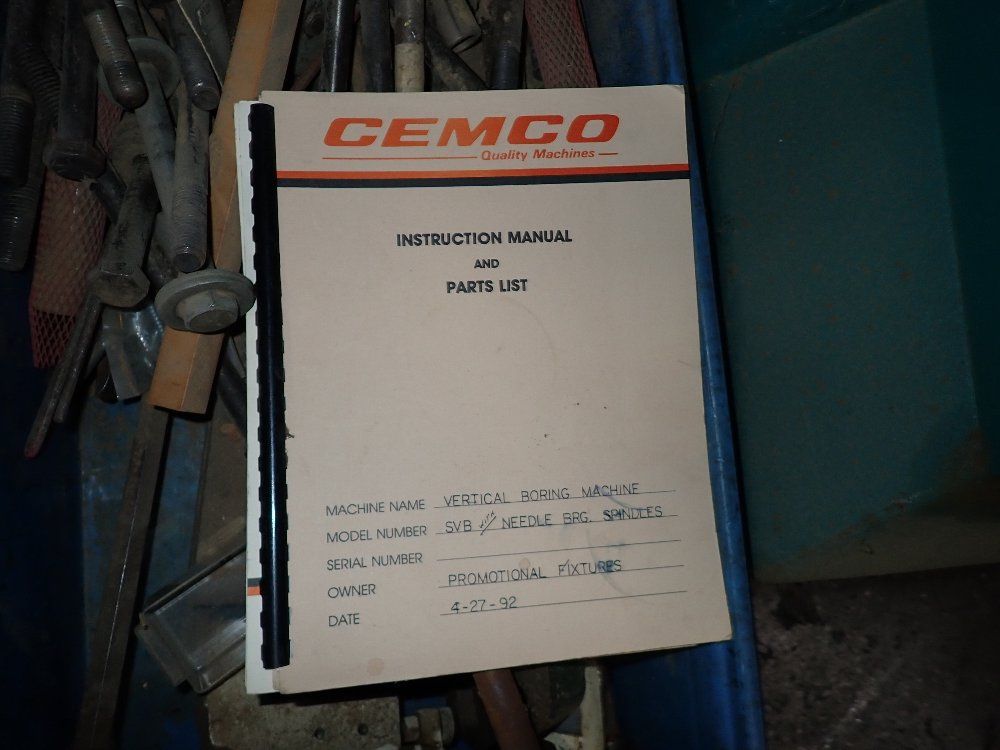 CEMCO
Quality Machines
INSTRUCTION MANUAL
AND
PARTS LIST
MACHINE NAME VERTICAL BORING MACHINE
MODEL NUMBER SVB with NEEDLE BRG. SPINDLES
SERIAL NUMBER
OWNER PROMOTIONAL FIXTURES
DATE 4-27-92